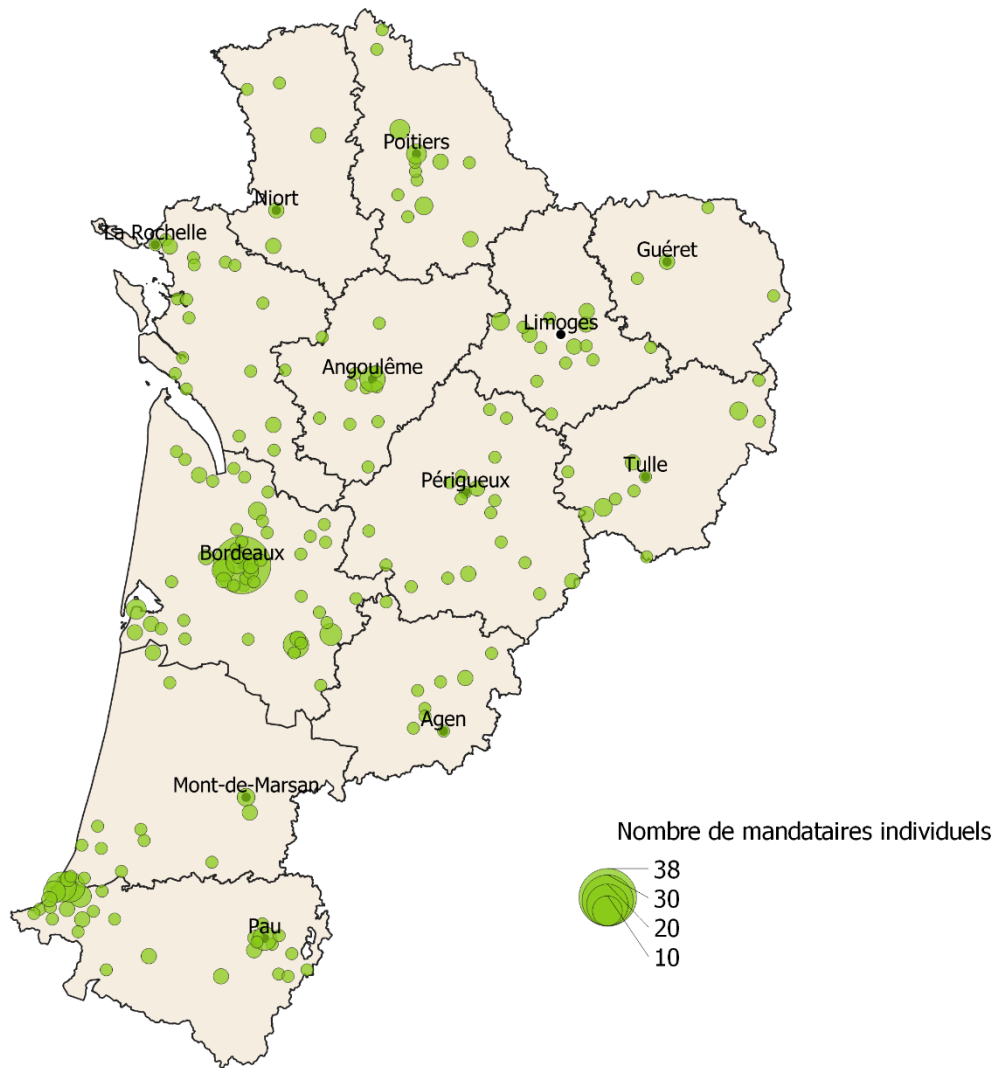 Poitiers
Niort
La Rochelle
Guéret
Limoges
Angoulême
Tulle
Périgueux
Bordeaux
Agen
Mont-de-Marsan
Pau
Nombre de mandataires individuels
38
30
20
10